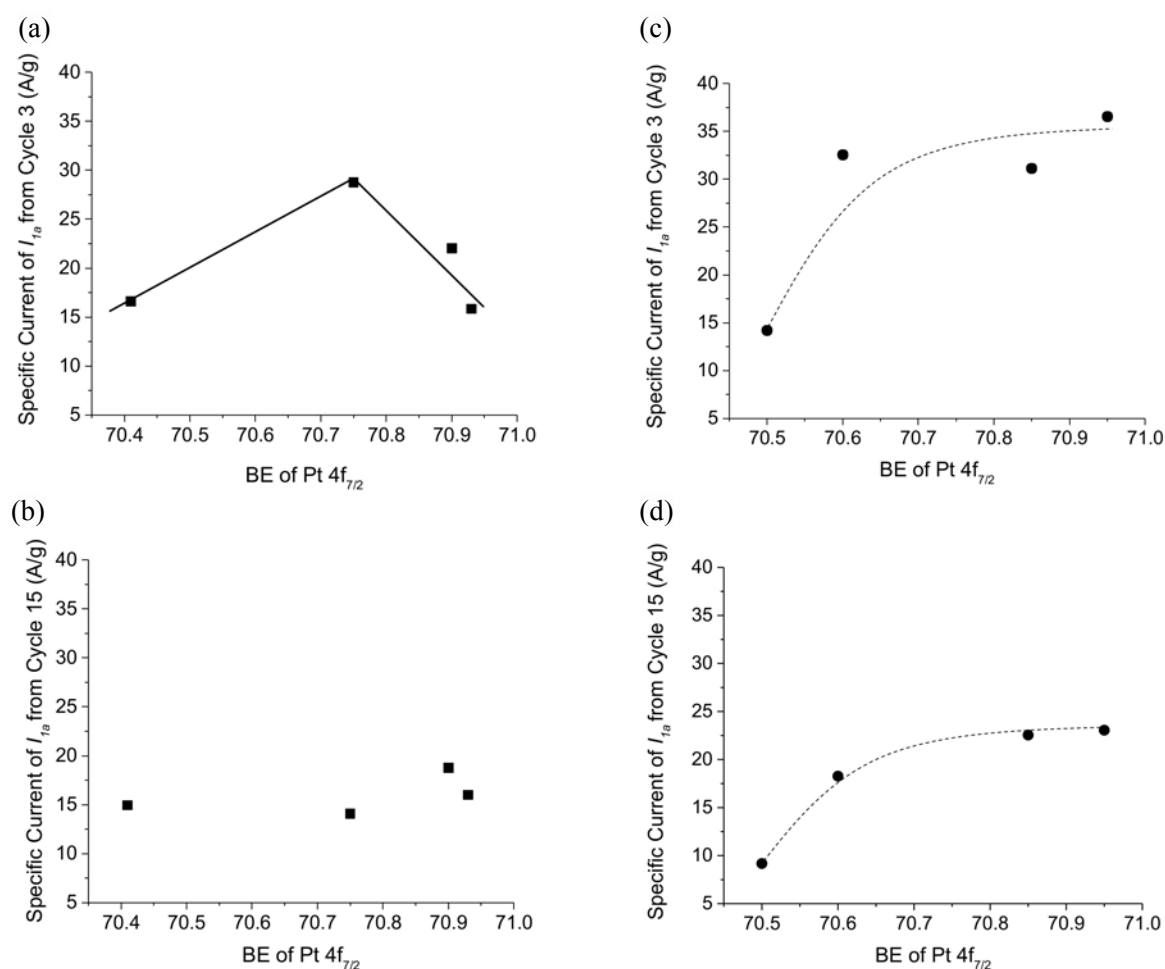 (a)
Specific Current of I1a from Cycle 3 (A/g)
40
35
30
25
20
15
10
5
70.4 70.5 70.6 70.7 70.8 70.9 71.0
BE of Pt 4f7/2
(c)
Specific Current of I1a from Cycle 3 (A/g)
40
35
30
25
20
15
10
5
70.5 70.6 70.7 70.8 70.9 71.0
BE of Pt 4f7/2
(b)
Specific Current of I1a from Cycle 15 (A/g)
40
35
30
25
20
15
10
5
70.4 70.5 70.6 70.7 70.8 70.9 71.0
BE of Pt 4f7/2
(d)
Specific Current of I1a from Cycle 15 (A/g)
40
35
30
25
20
15
10
5
70.5 70.6 70.7 70.8 70.9 71.0
BE of Pt 4f7/2